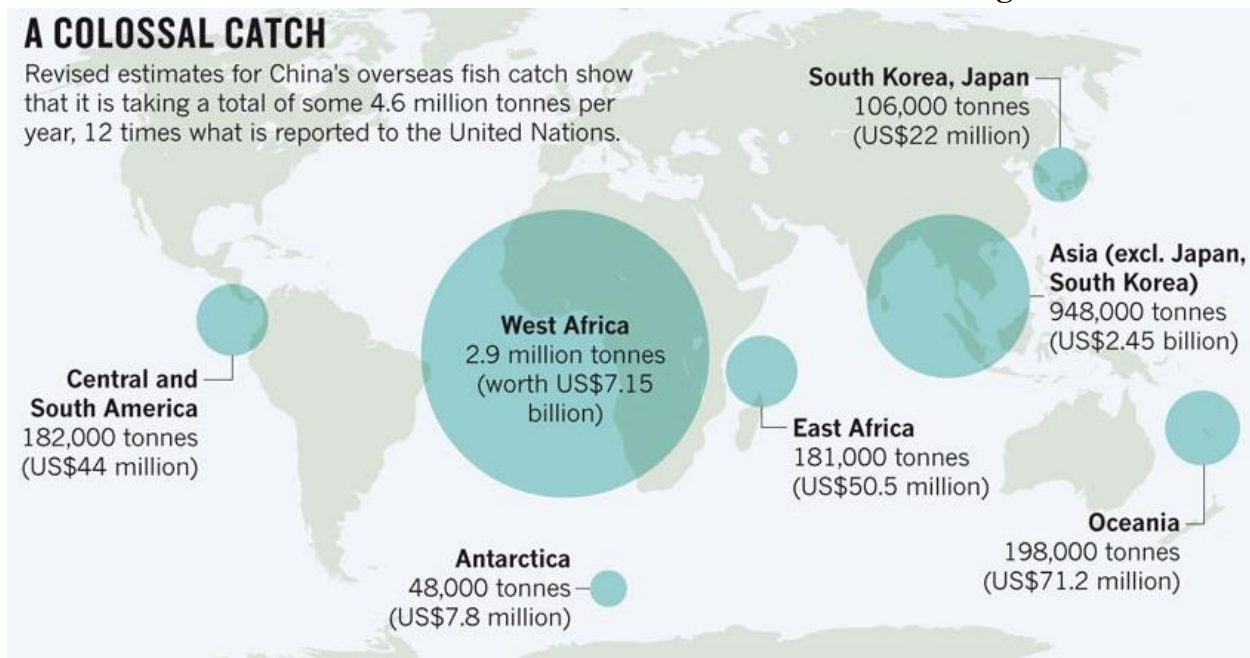 A COLOSSAL CATCH
Revised estimates for China's overseas fish catch show
that it is taking a total of some 4.6 million tonnes per
year, 12 times what is reported to the United Nations.
South Korea, Japan
106,000 tonnes
(US$22 million)
Asia (excl. Japan,
South Korea)
948,000 tonnes
(US$2.45 billion)
West Africa
2.9 million tonnes
(worth US$7.15
billion)
Central and
South America
182,000 tonnes
(US$44 million)
East Africa
181,000 tonnes
(US$50.5 million)
Oceania
198,000 tonnes
(US$71.2 million)
Antarctica
48,000 tonnes
(US$7.8 million)